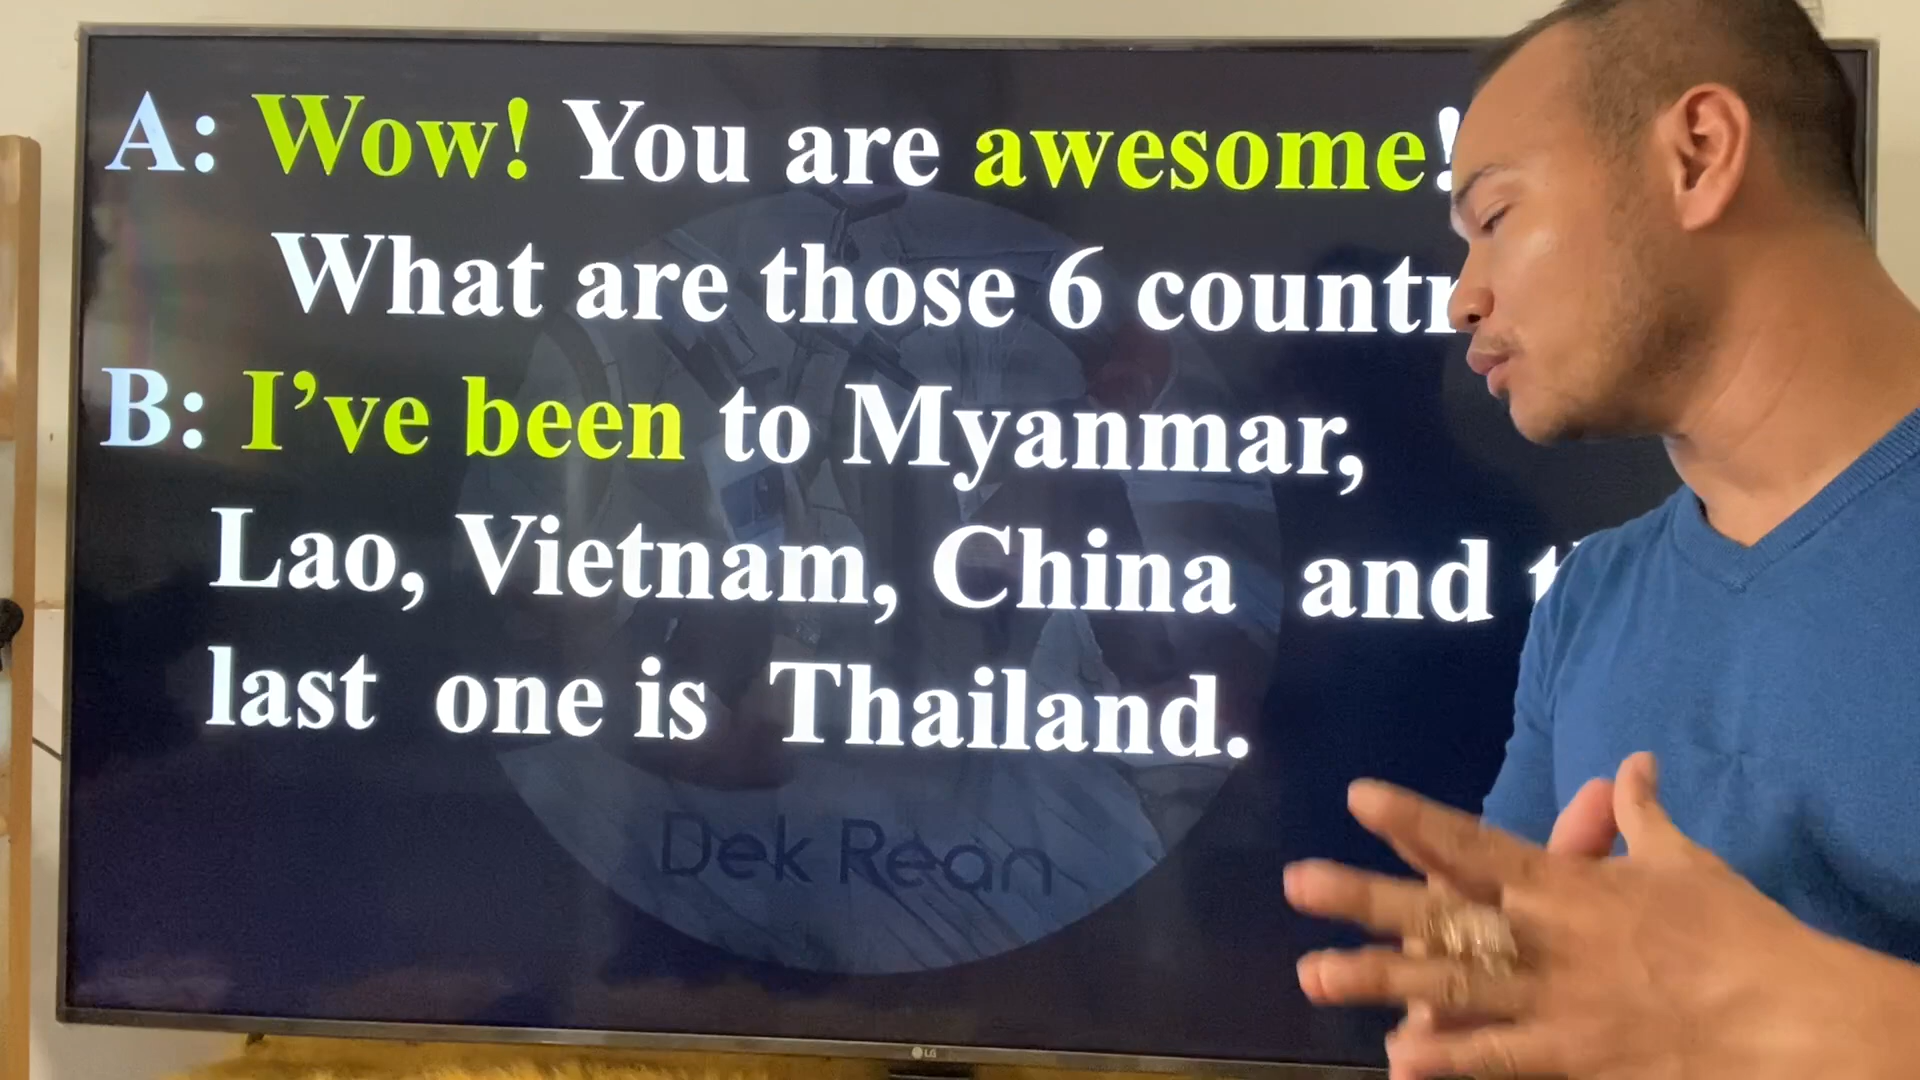 A: Wow! You are awesome!
What are those 6
B: I've been to Myanmar,
Lao, Vietnam, China and
last one is Thailand.
Dek Rean
LG